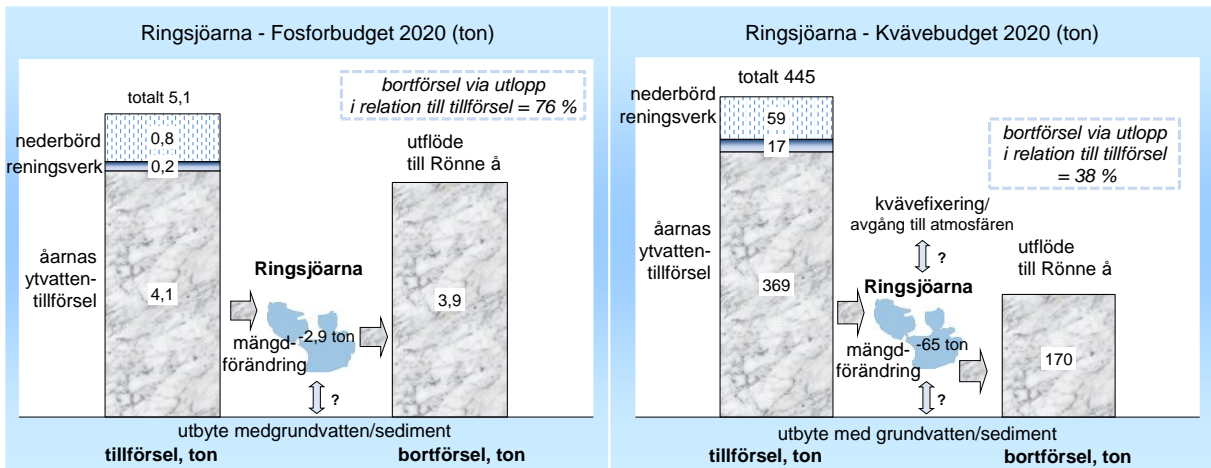 Ringsjöarna - Fosforbudget 2020 (ton)
totalt 5,1
bortförsel via utlopp
i relation till tillförsel = 76 %
nederbörd
0,8
reningsverk
0,2
utflöde
till Rönne å
åarnas
ytvatten-
tillförsel
4,1
Ringsjöarna
-2,9 ton
mängd-
förändring
3,9
?
utbyte medgrundvatten/sediment
tillförsel, ton
bortförsel, ton
Ringsjöarna - Kvävebudget 2020 (ton)
totalt 445
nederbörd
59
reningsverk
17
bortförsel via utlopp
i relation till tillförsel
= 38 %
kvävefixering/
avgång till atmosfären
?
åarnas
ytvatten-
tillförsel
369
utflöde
till Rönne å
Ringsjöarna
-65 ton
mängd-
förändring
170
?
utbyte med grundvatten/sediment
tillförsel, ton
bortförsel, ton